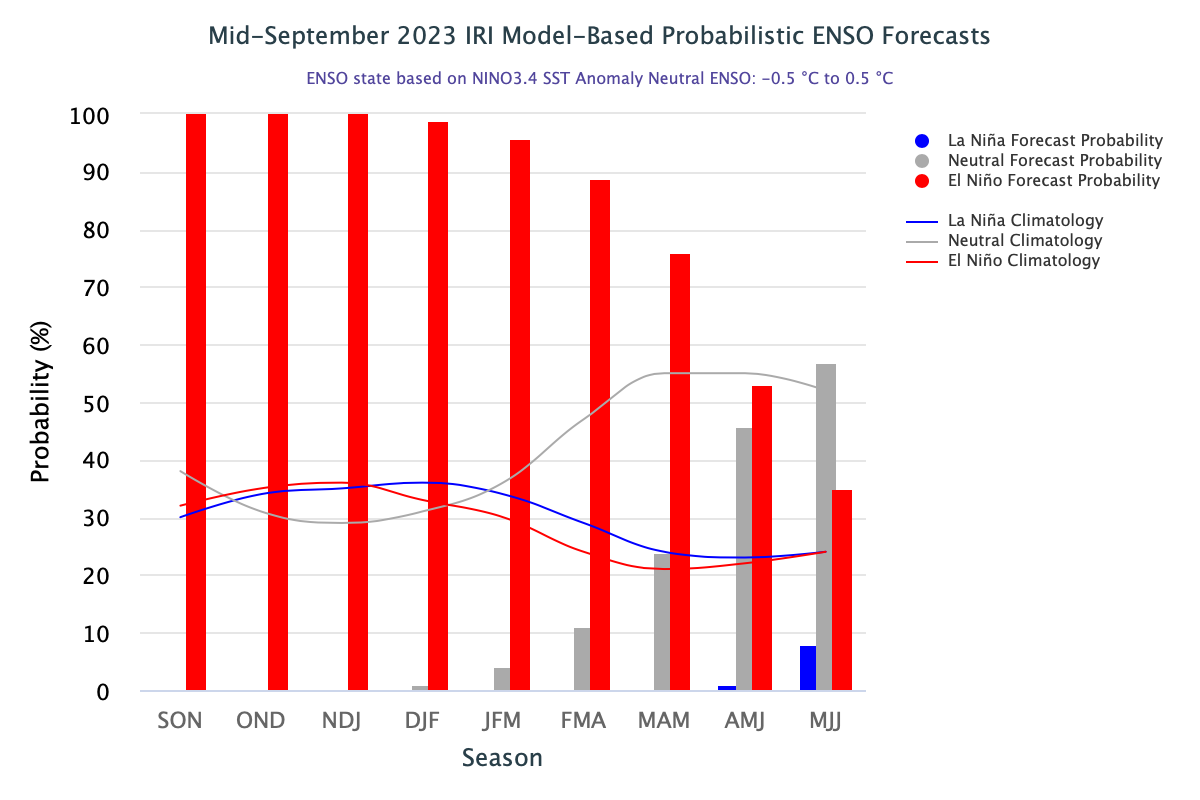 Mid-September 2023 IRI Model-Based Probabilistic ENSO Forecasts
ENSO state based on NINO3.4 SST Anomaly Neutral ENSO: -0.5 °C to 0.5 °C
100
90
80
70
60
50
40
30
20
10
0
Probability (%)
SON OND NDJ DJF JFM FMA MAM AMJ MJJ
Season
La Niña Forecast Probability
Neutral Forecast Probability
El Niño Forecast Probability
La Niña Climatology
Neutral Climatology
El Niño Climatology